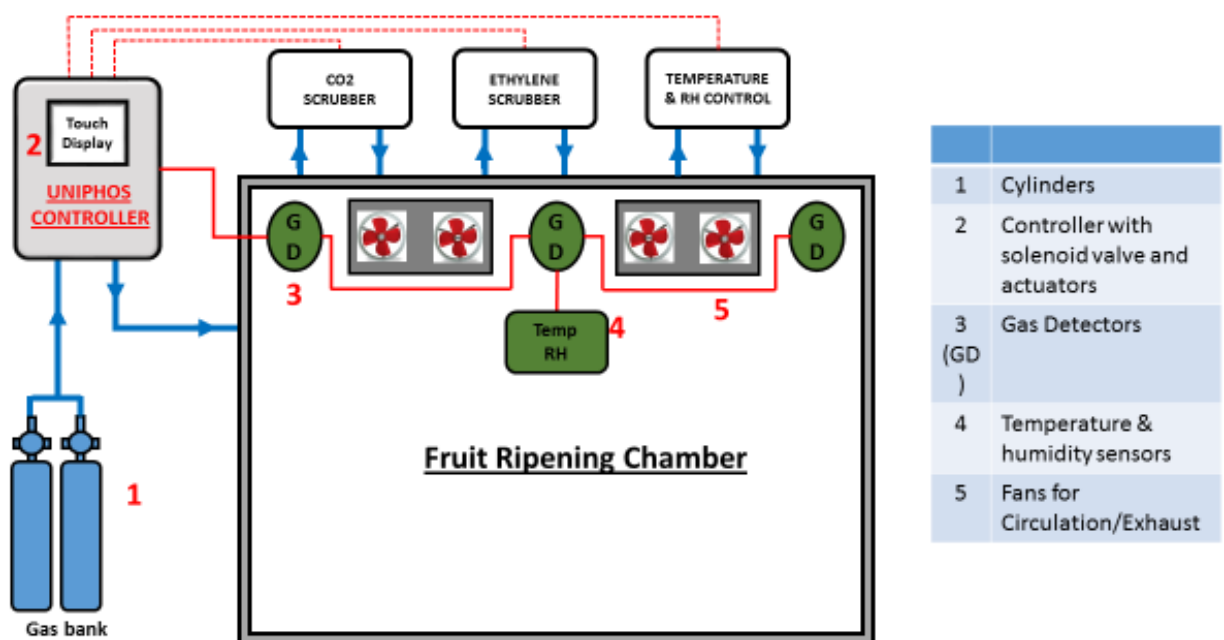 CO2
SCRUBBER
ETHYLENE
SCRUBBER
TEMPERATURE
& RH CONTROL
Touch
Display
2
UNIPHOS
CONTROLLER
G
D
G
D
G
D
3
5
4
Temp
RH
Fruit Ripening Chamber
1
Gas bank
1 Cylinders
2 Controller with
solenoid valve and
actuators
3 Gas Detectors
(GD
)
4 Temperature &
humidity sensors
5 Fans for
Circulation/Exhaust